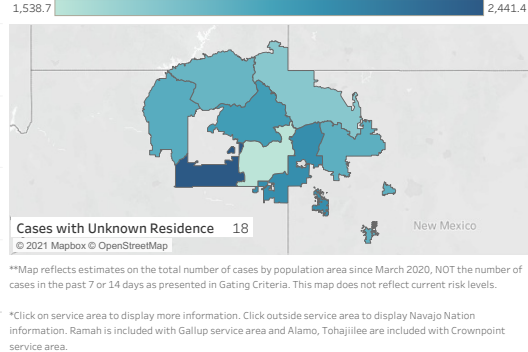 1,538.7
2,441.4
New Mexico
Cases with Unknown Residence 18
© 2021 Mapbox © OpenStreetMap
**Map reflects estimates on the total number of cases by population area since March 2020, NOT the number of
cases in the past 7 or 14 days as presented in Gating Criteria. This map does not reflect current risk levels.
*Click on service area to display more information. Click outside service area to display Navajo Nation
information. Ramah is included with Gallup service area and Alamo, Tohajiilee are included with Crownpoint
service area.